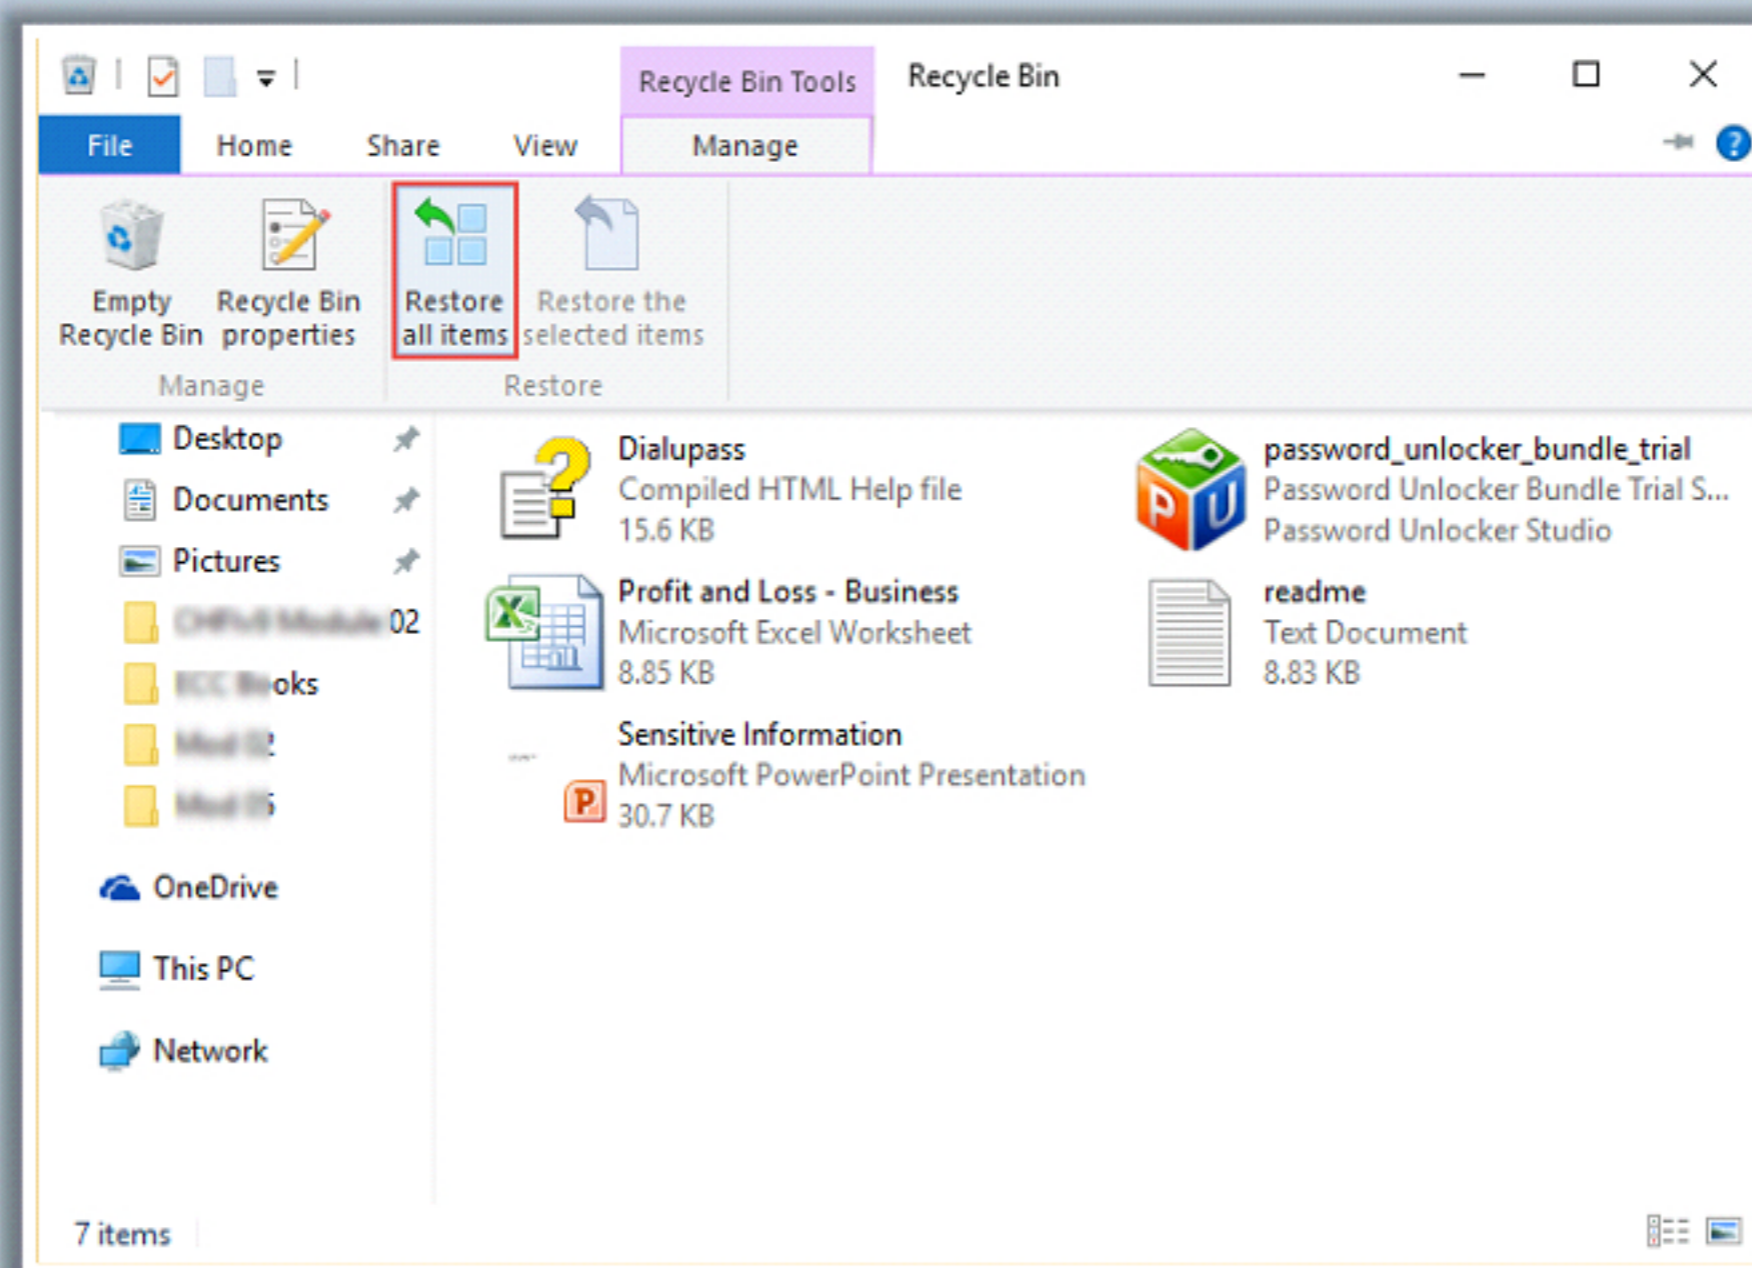 Recycle Bin Tools
Recycle Bin
File
Home
Share
View
Manage
Empty
Recycle Bin
Recycle Bin
properties
Restore
all items
Restore the
selected items
Manage
Restore
Desktop
Documents
Pictures
02
oks
OneDrive
This PC
Network
Dialupass
Compiled HTML Help file
15.6 KB
password_unlocker_bundle_trial
Password Unlocker Bundle Trial S...
Password Unlocker Studio
Profit and Loss - Business
Microsoft Excel Worksheet
8.85 KB
readme
Text Document
8.83 KB
Sensitive Information
Microsoft PowerPoint Presentation
30.7 KB
7 items